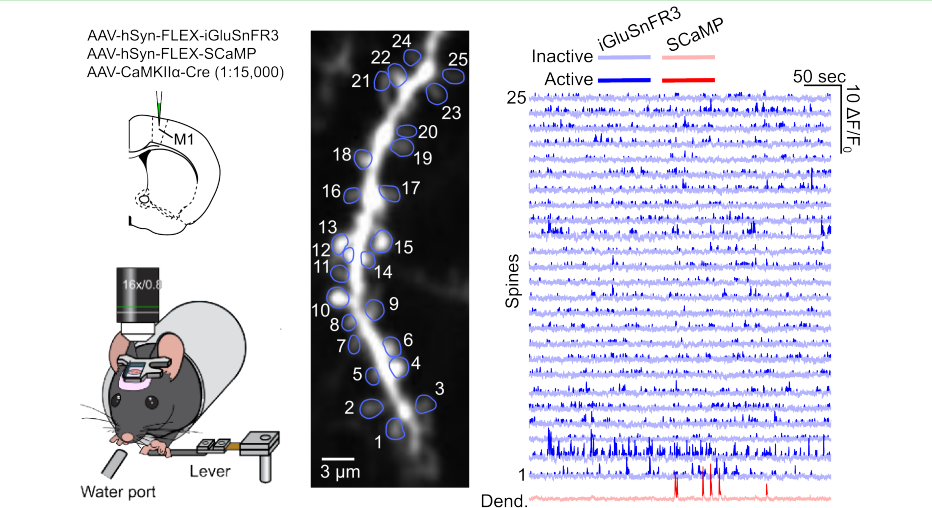 AAV-hSyn-FLEX-iGluSnFR3
AAV-hSyn-FLEX-SCaMP
AAV-CaMKIIα-Cre (1:15,000)
M1
16x/0.8
Lever
Water port
24
22
25
21
23
20
18
19
16
17
13
15
12
14
11
10
9
8
7
6
5
4
3
2
1
3 µm
iGluSnFR3
SCaMP
Inactive
Active
50 sec
10 ΔF/F0
25
Spines
1
Dend.